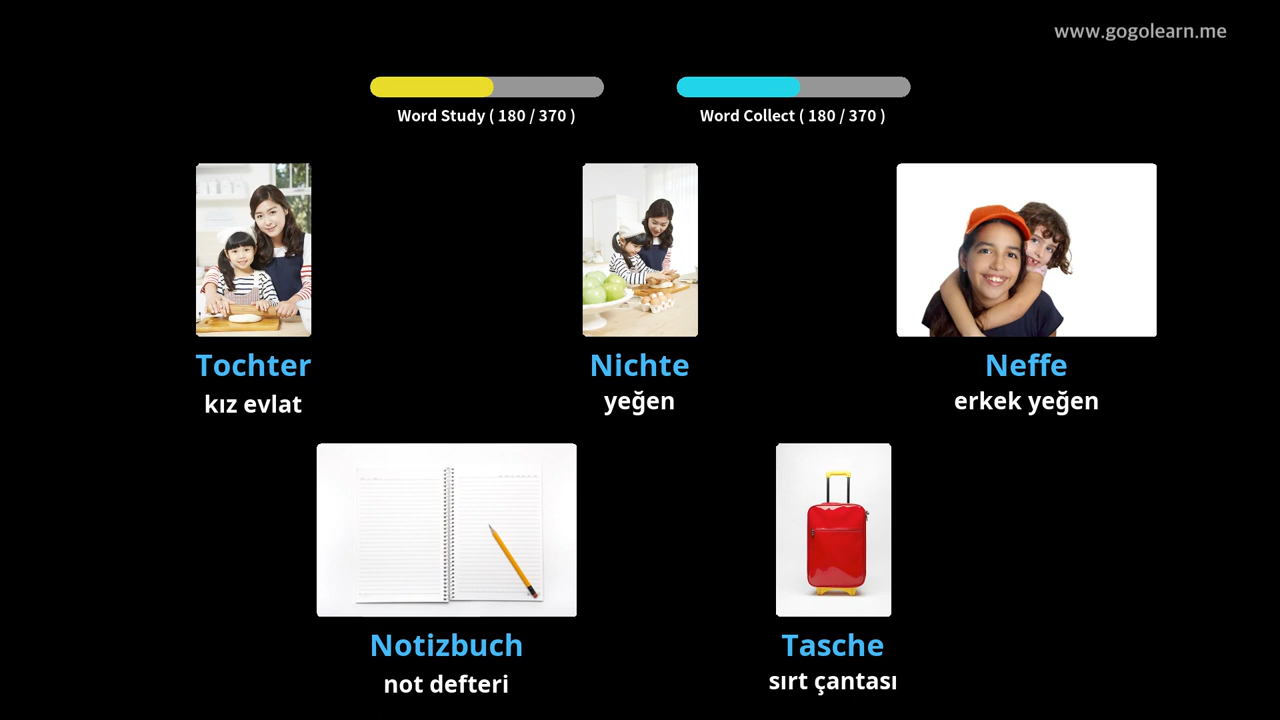 www.gogolearn.me
Word Study ( 180 / 370 )
Word Collect ( 180 / 370 )
Tochter
kız evlat
Nichte
yeğen
Neffe
erkek yeğen
Notizbuch
not defteri
Tasche
sırt çantası